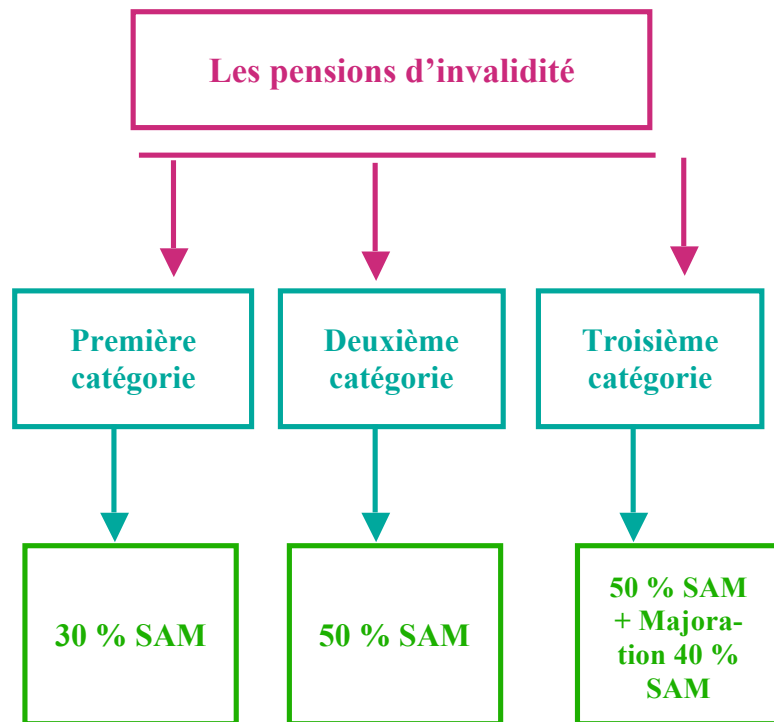 Les pensions d’invalidité
Première
catégorie
Deuxième
catégorie
Troisième
catégorie
30 % SAM
50 % SAM
50 % SAM
+ Majora-
tion 40 %
SAM